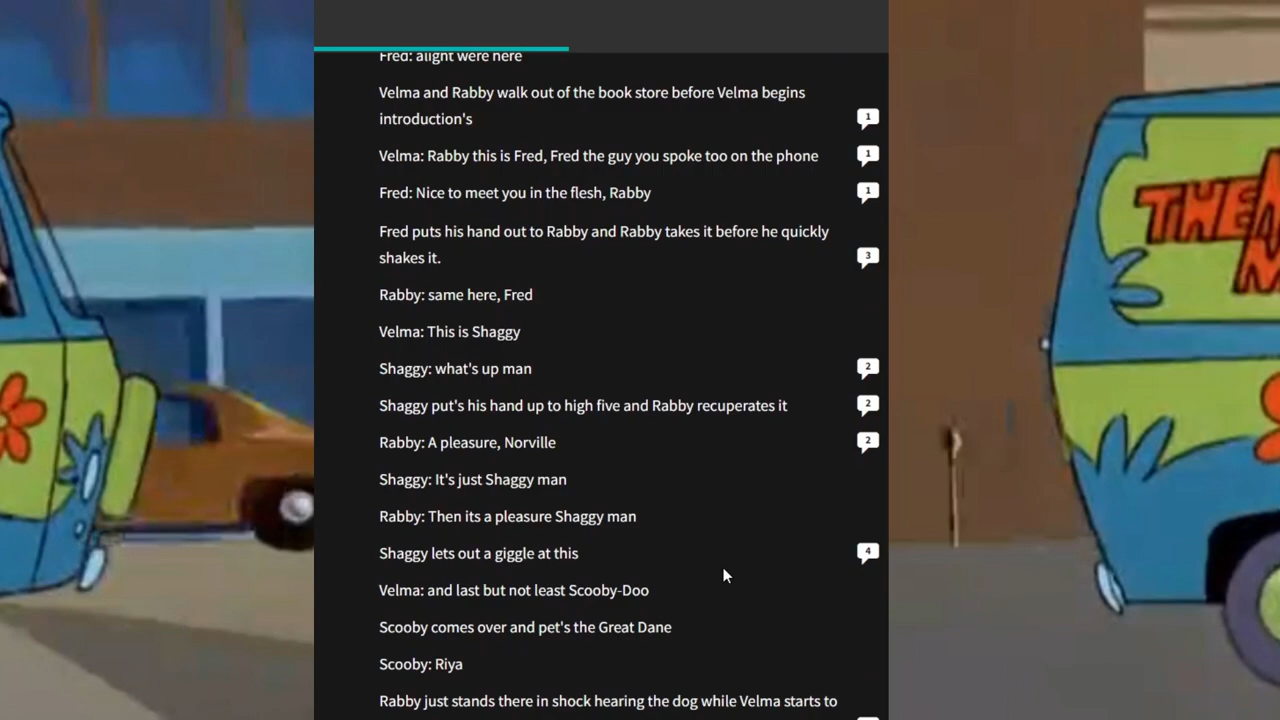 Fred: alight were here
Velma and Rabby walk out of the book store before Velma begins
introduction's
1
Velma: Rabby this is Fred, Fred the guy you spoke too on the phone
1
Fred: Nice to meet you in the flesh, Rabby
1
Fred puts his hand out to Rabby and Rabby takes it before he quickly
shakes it.
3
Rabby: same here, Fred
Velma: This is Shaggy
Shaggy: what's up man
2
Shaggy put's his hand up to high five and Rabby recuperates it
2
Rabby: A pleasure, Norville
2
Shaggy: It's just Shaggy man
Rabby: Then its a pleasure Shaggy man
Shaggy lets out a giggle at this
4
Velma: and last but not least Scooby-Doo
Scooby comes over and pet's the Great Dane
Scooby: Riya
Rabby just stands there in shock hearing the dog while Velma starts to
THE
M